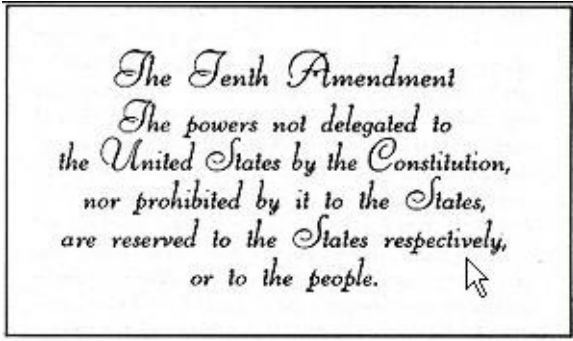 The Tenth Amendment
The powers not delegated to
the United States by the Constitution,
nor prohibited by it to the States,
are reserved to the States respectively,
or to the people.